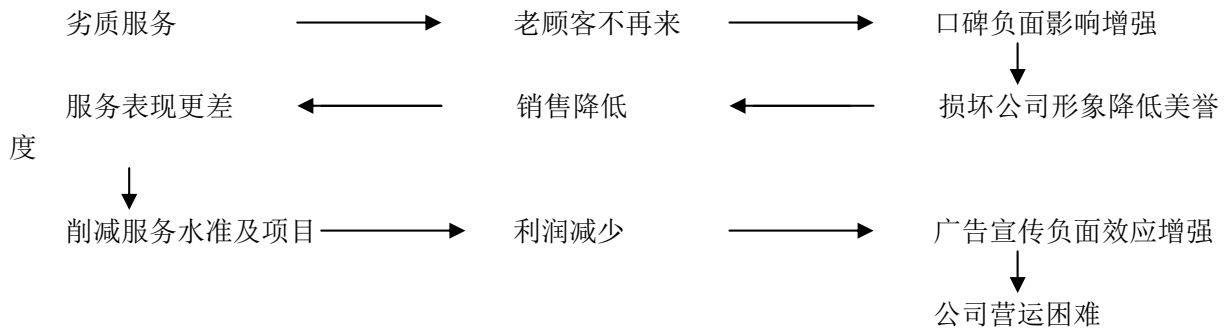 劣质服务 老顾客不再来 口碑负面影响增强
服务表现更差 销售降低 损坏公司形象降低美誉
度
削减服务水准及项目 利润减少 广告宣传负面效应增强
公司营运困难